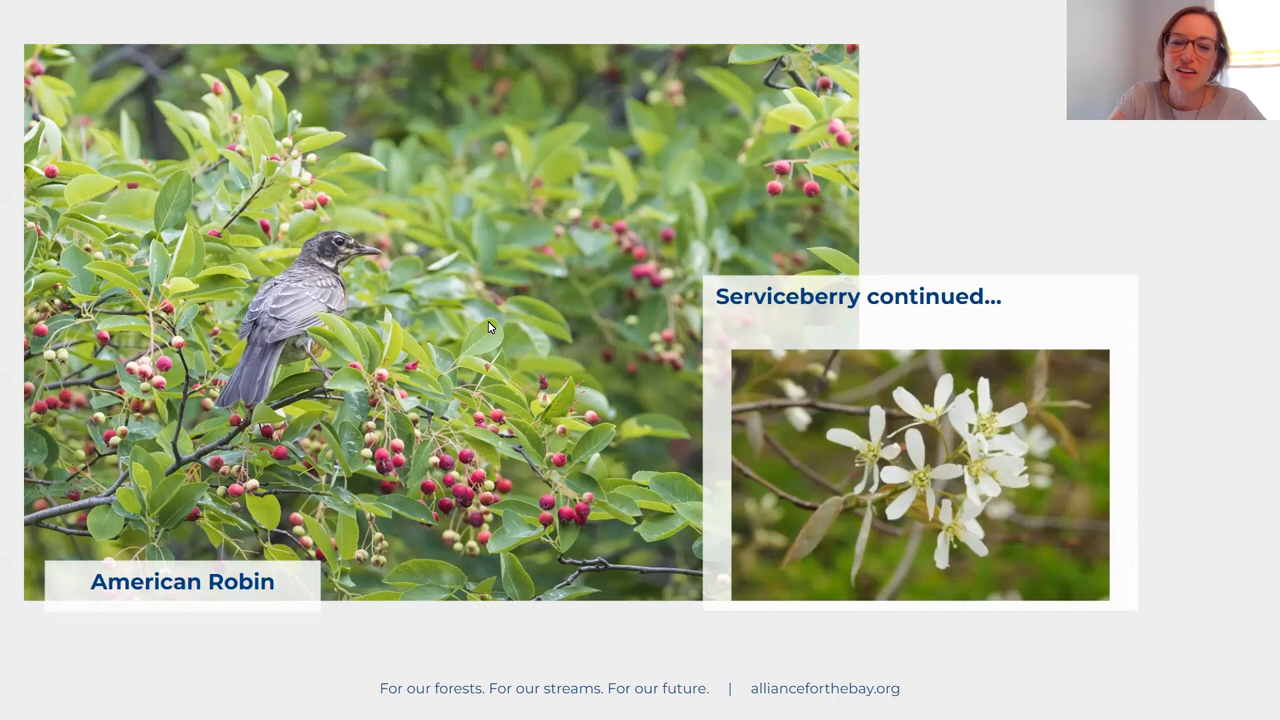 Serviceberry continued...
American Robin
For our forests. For our streams. For our future. | allianceforthebay.org